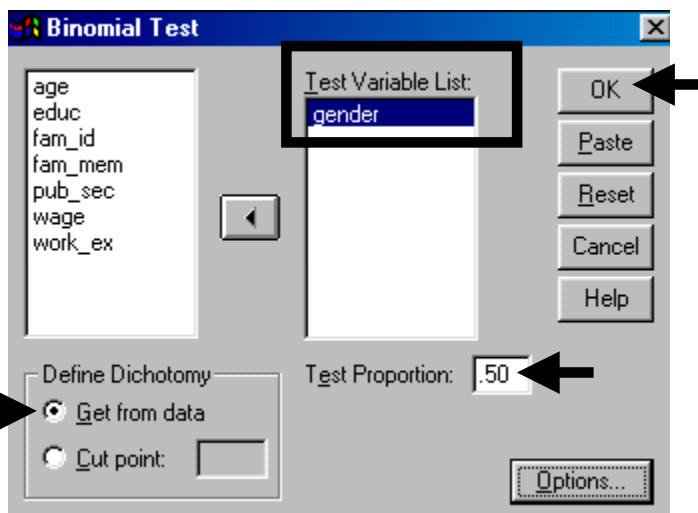 Binomial Test
age
educ
fam_id
fam_mem
pub_sec
wage
work_ex
Test Variable List:
gender
OK
Paste
Reset
Cancel
Help
Define Dichotomy
Get from data
Cut point:
Test Proportion: .50
Options...